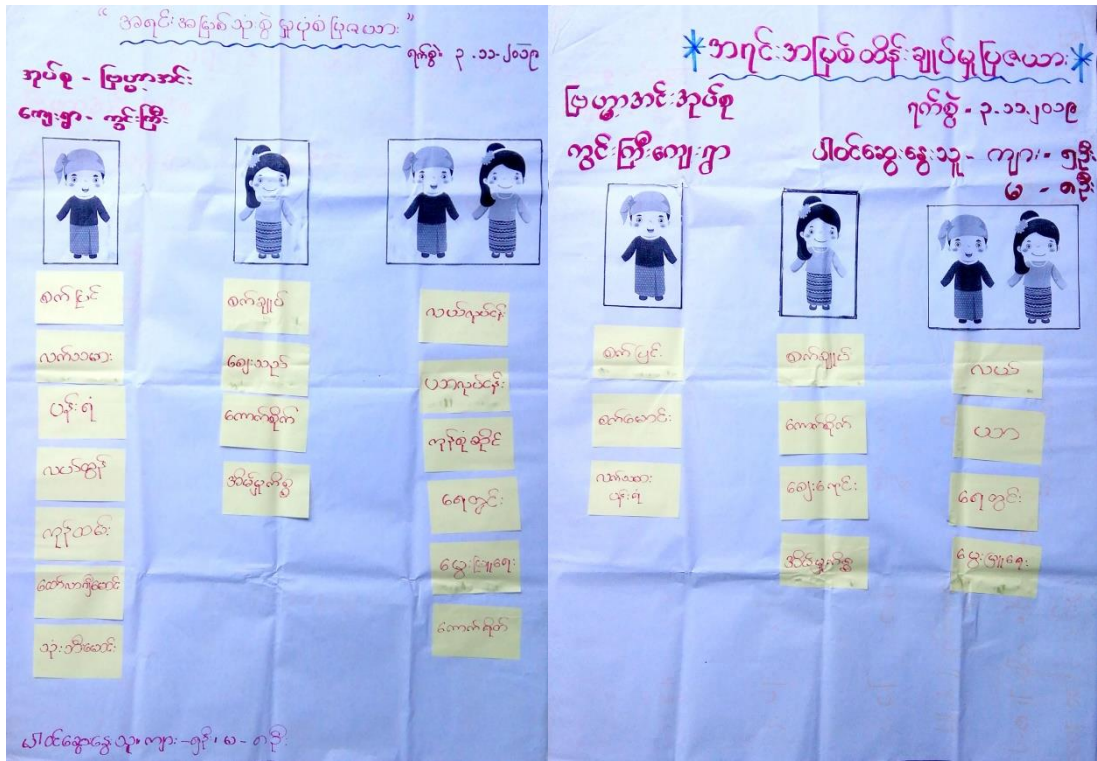 “ အရင်းအမြစ်သုံးစွဲမှုပုံစံပြဇယား ”
ရက်စွဲ၊ ၃.၁၁.၂၀၁၉
အုပ်စု - ဗြဟ္မာအင်း
ကျေးရွာ - ကွင်းကြီး
စက်ပြင်
လက်သမား
ပန်းရံ
လယ်ထွန်
ကုန်ထမ်း
ထော်လာဂျီမောင်း
သုံးဘီးမောင်း
စက်ချုပ်
ဈေးသည်
ကောက်စိုက်
အိမ်မှုကိစ္စ
လယ်လုပ်ငန်း
ယာလုပ်ငန်း
ကုန်စုံဆိုင်
ရေတွင်း
မွေးမြူရေး
ကောက်ရိတ်
ပါဝင်ဆွေးနွေးသူ၊ ကျား - ၅ဦး၊ မ - ၈ဦး
*အရင်းအမြစ်ထိန်းချုပ်မှုပြဇယား*
ဗြဟ္မာအင်းအုပ်စု
ရက်စွဲ - ၃.၁၁.၂၀၁၉
ကွင်းကြီးကျေးရွာ
ပါဝင်ဆွေးနွေးသူ - ကျား - ၅ဦး
မ - ၈ဦး
စက်ပြင်
စက်မောင်း
လက်သမား
ပန်းရံ
စက်ချုပ်
ကောက်စိုက်
ဈေးရောင်း
အိမ်မှုကိစ္စ
လယ်
ယာ
ရေတွင်း
မွေးမြူရေး